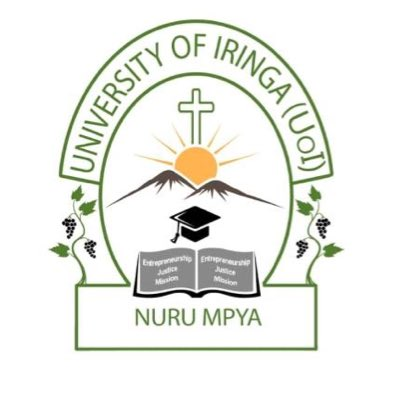 UNIVERSITY OF IRINGA (UoI)
Entrepreneurship
Justice
Mission
Entrepreneurship
Justice
Mission
NURU MPYA